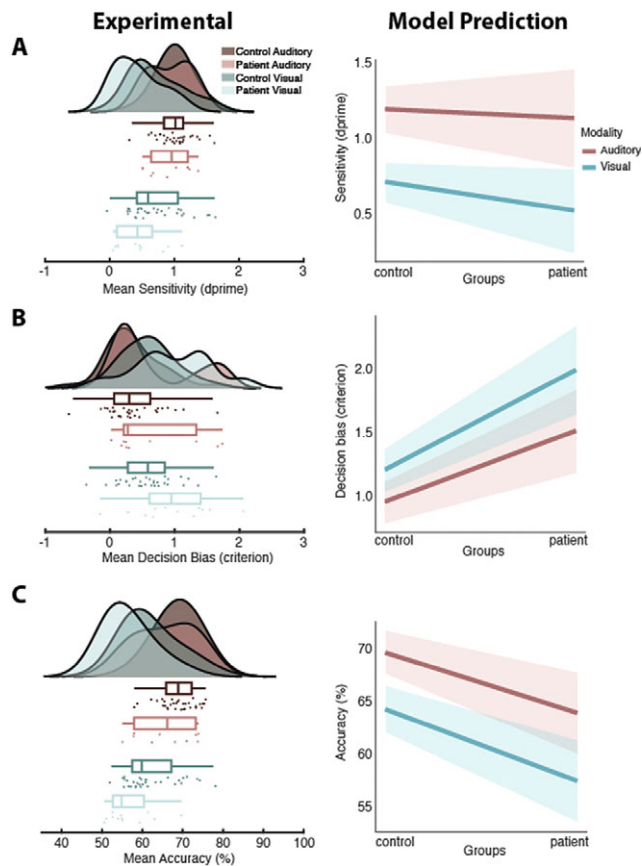 Experimental
Model Prediction
A
Control Auditory
Patient Auditory
Control Visual
Patient Visual
-1 0 1 2 3
Mean Sensitivity (dprime)
1.5
1.0
0.5
Sensitivity (dprime)
control
patient
Groups
Modality
Auditory
Visual
B
-1 0 1 2 3
Mean Decision Bias (criterion)
2.0
1.5
1.0
Decision bias (criterion)
control
patient
Groups
C
40 50 60 70 80 90 100
Mean Accuracy (%)
70
65
60
55
Accuracy (%)
control
patient
Groups